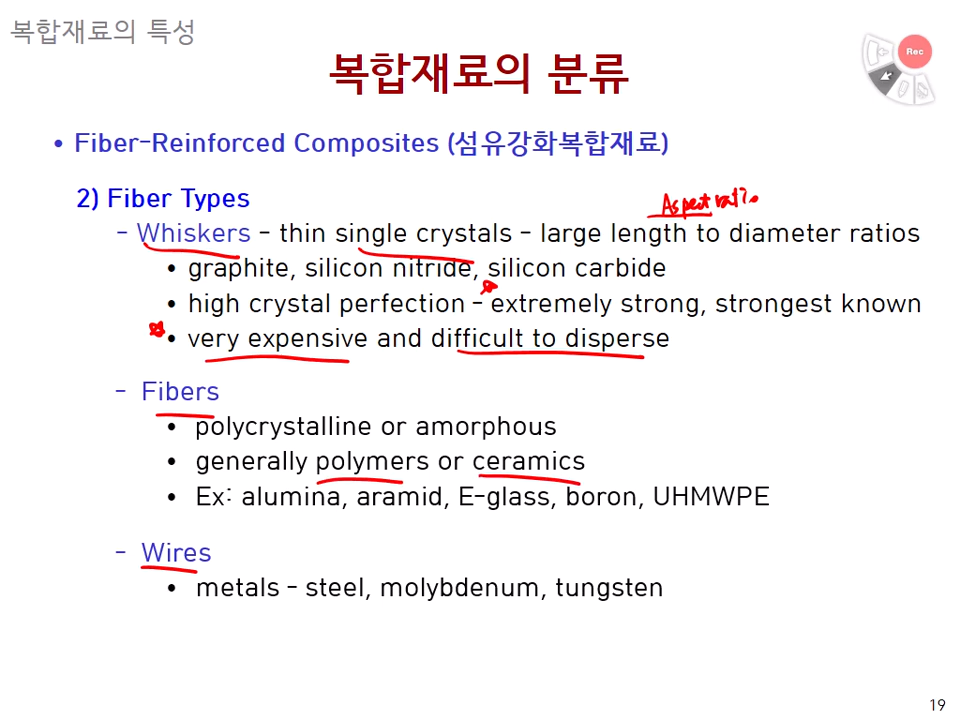 복합재료의 특성
Rec
복합재료의 분류
• Fiber-Reinforced Composites (섬유강화복합재료)
2) Fiber Types
Aspect ratio
- Whiskers - thin single crystals - large length to diameter ratios
• graphite, silicon nitride, silicon carbide
• high crystal perfection - extremely strong, strongest known
• very expensive and difficult to disperse
- Fibers
• polycrystalline or amorphous
• generally polymers or ceramics
• Ex: alumina, aramid, E-glass, boron, UHMWPE
- Wires
• metals - steel, molybdenum, tungsten
19